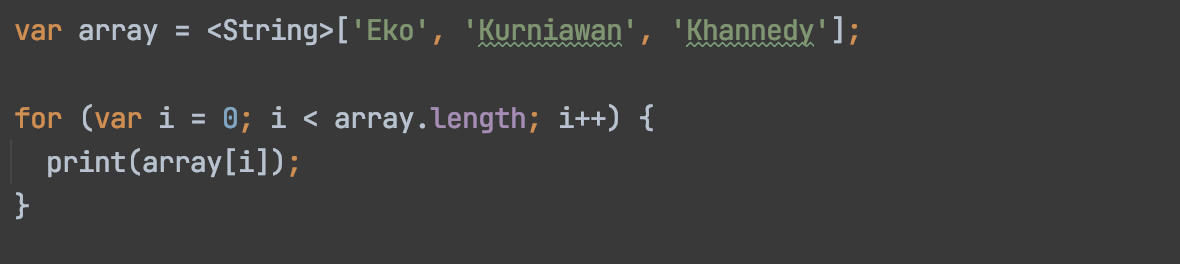 var array = <String>['Eko', 'Kurniawan', 'Khannedy'];
for (var i = 0; i < array.length; i++) {
  print(array[i]);
}